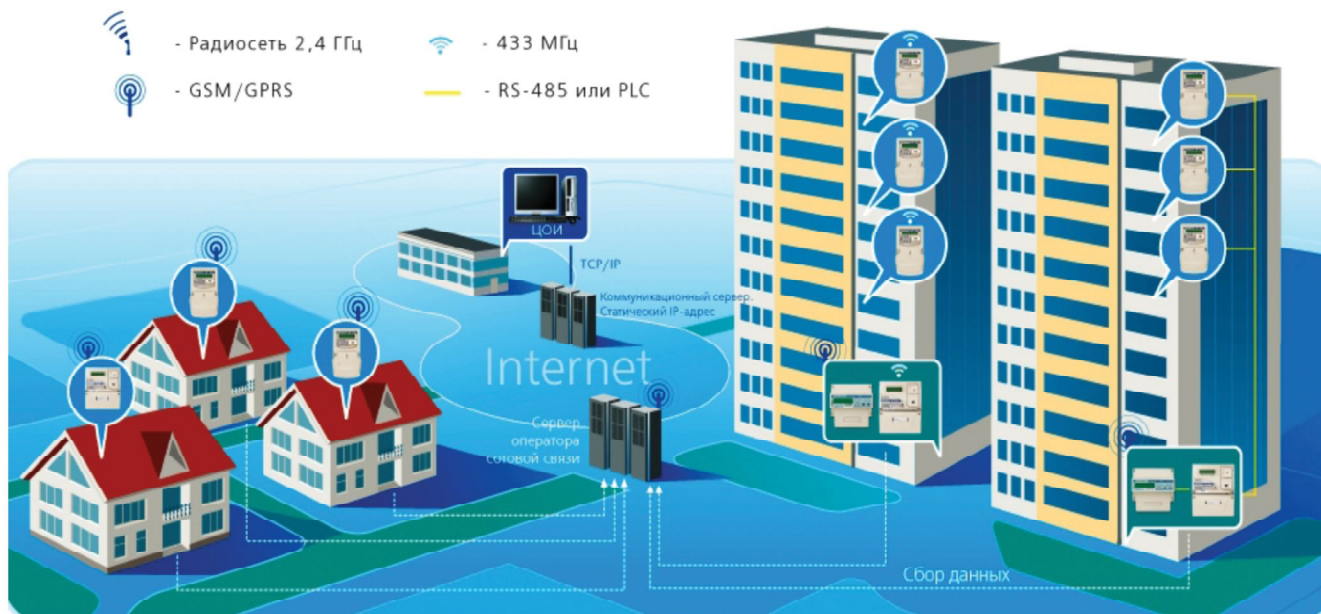 - Радиосеть 2,4 ГГц
- 433 МГц
- GSM/GPRS
- RS-485 или PLC
ЦОИ
TCP/IP
Коммуникационный сервер.
Статический IP-адрес
Internet
Сервер
оператора
сотовой связи
Сбор данных